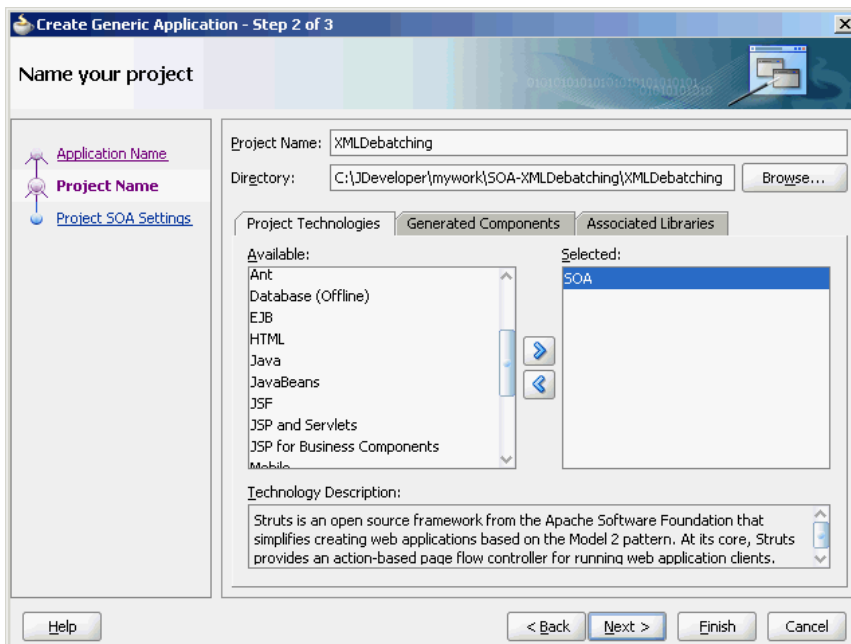 Create Generic Application - Step 2 of 3
Name your project
Application Name
Project Name
Project SOA Settings
Project Name: XMLDebatching
Directory: C:\JDeveloper\mywork\SOA-XMLDebatching\XMLDebatching Browse...
Project Technologies Generated Components Associated Libraries
Available: Selected:
Ant SOA
Database (Offline)
EJB
HTML
Java
JavaBeans
JSF
JSP and Servlets
JSP for Business Components
Mobile
Technology Description:
Struts is an open source framework from the Apache Software Foundation that
simplifies creating web applications based on the Model 2 pattern. At its core, Struts
provides an action-based page flow controller for running web application clients.
Help < Back Next > Finish Cancel